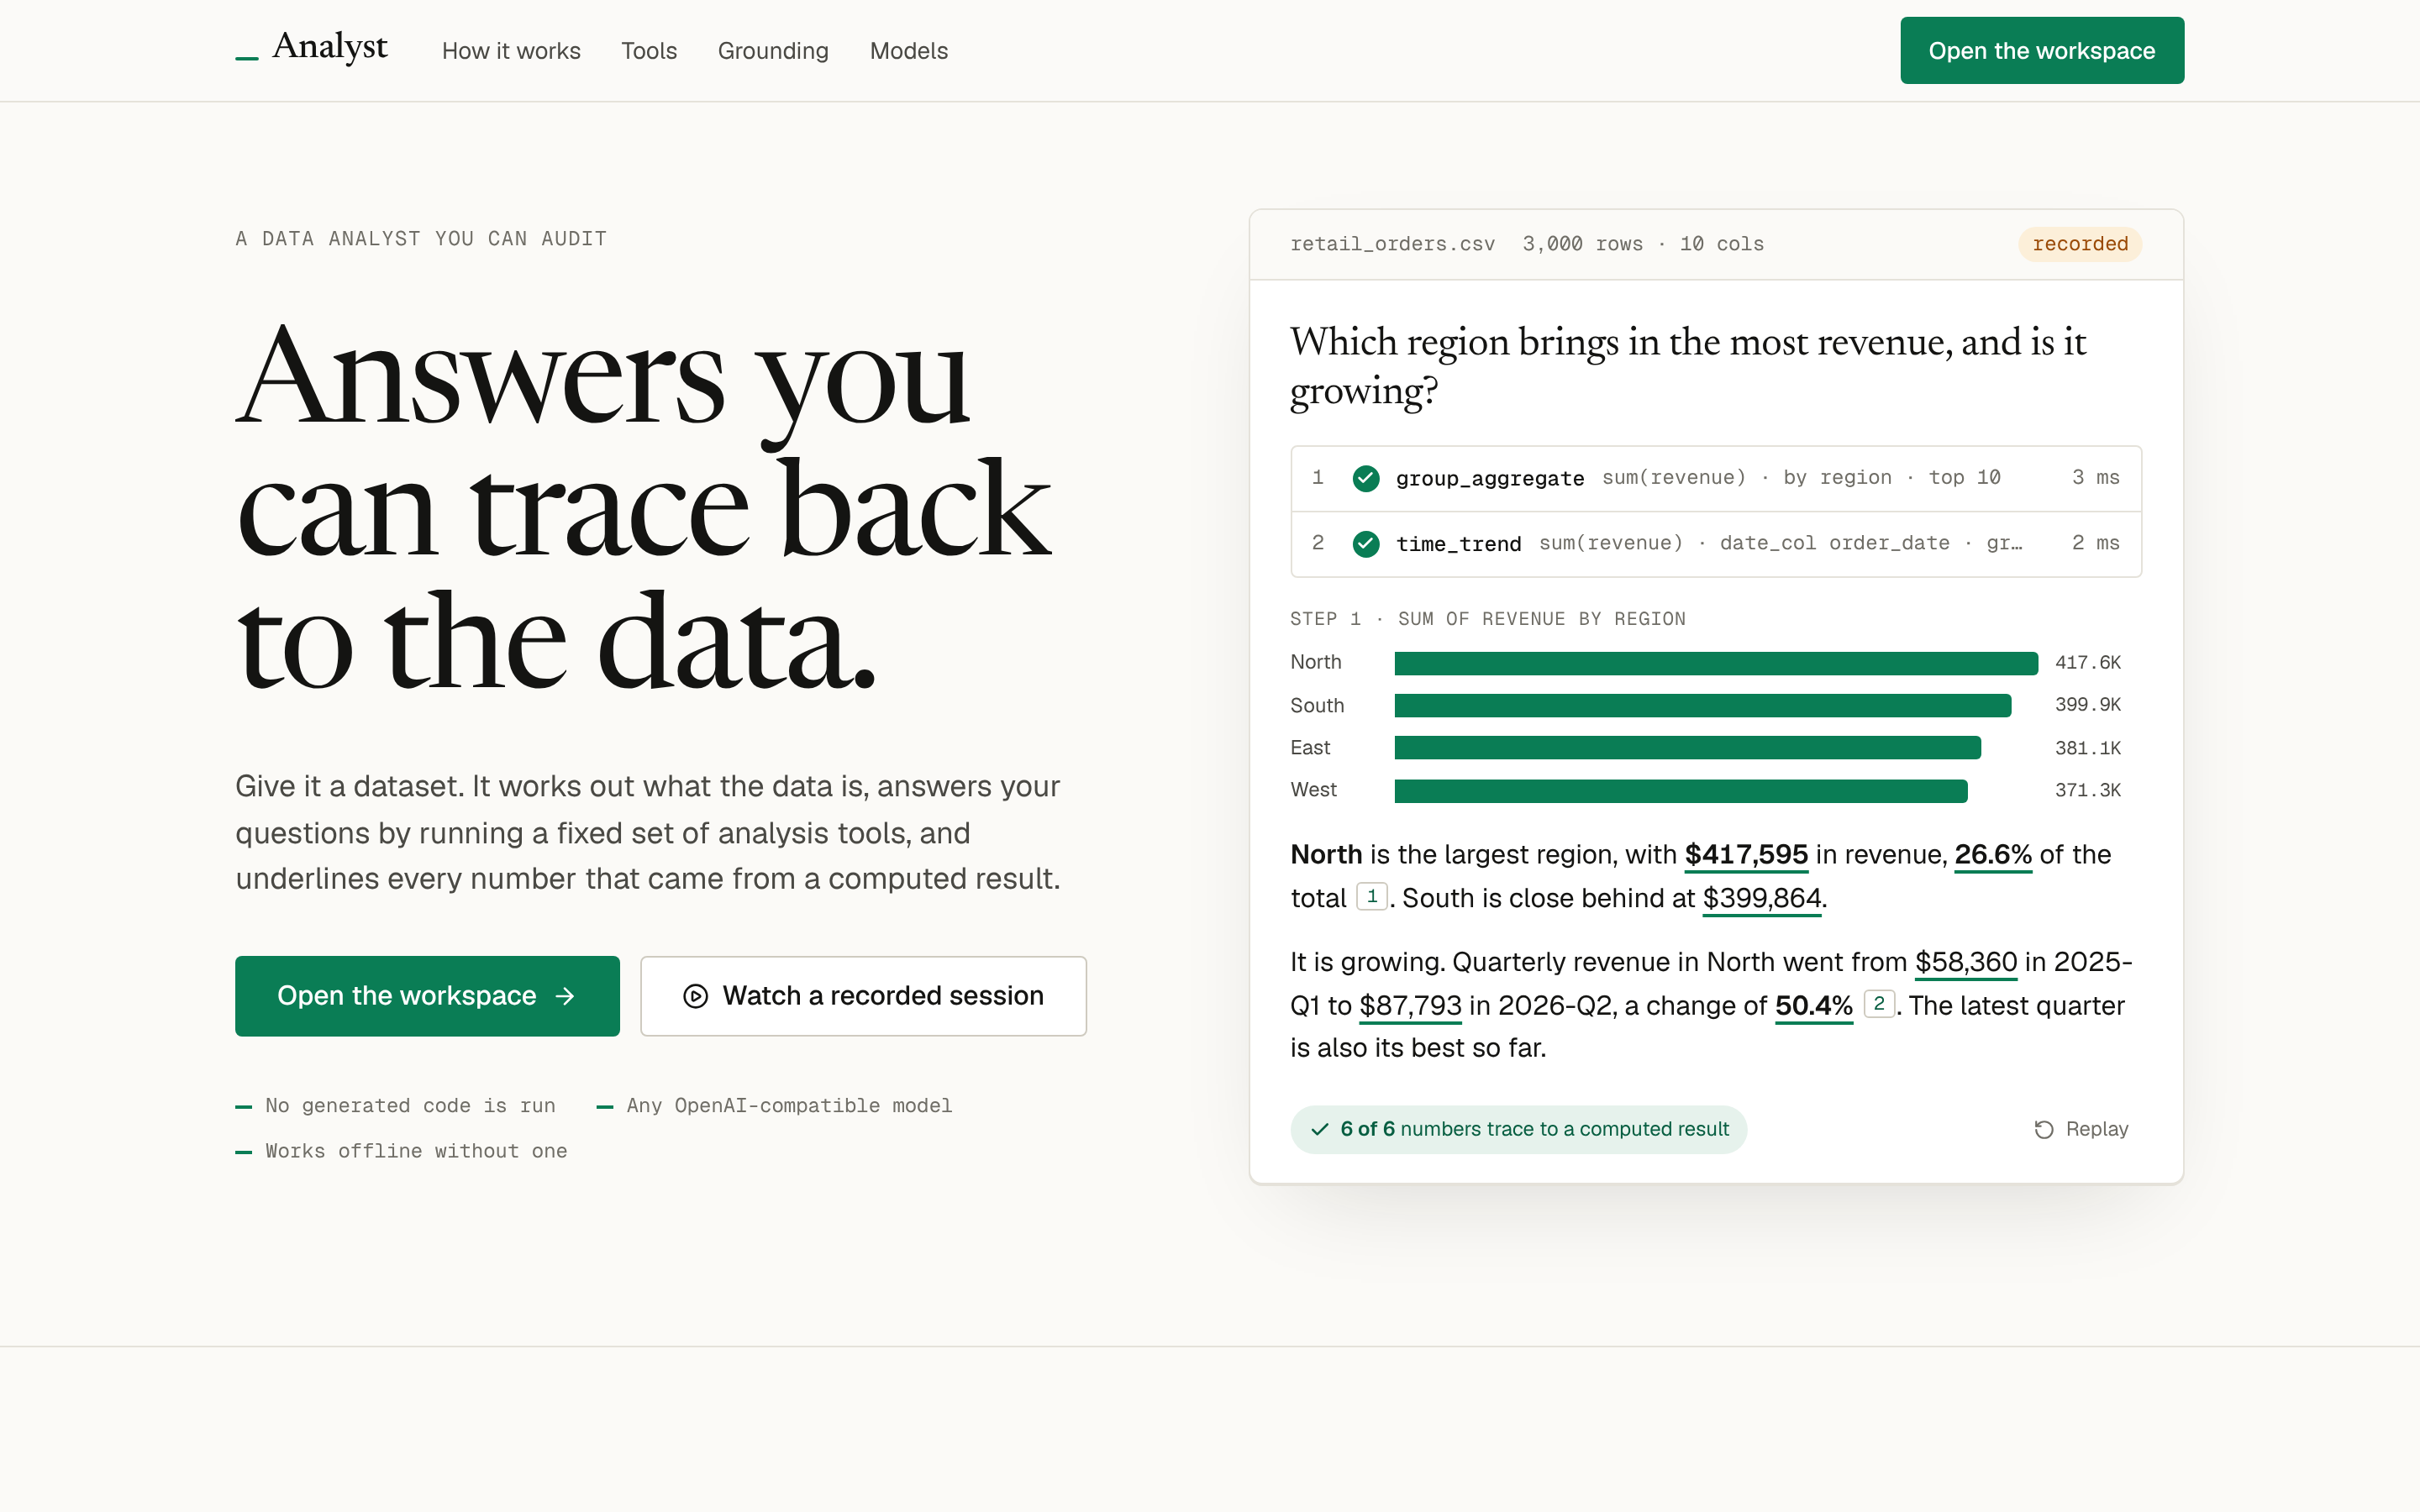 Analyst
How it works
Tools
Grounding
Models
Open the workspace
A DATA ANALYST YOU CAN AUDIT
Answers you
can trace back
to the data.
Give it a dataset. It works out what the data is, answers your
questions by running a fixed set of analysis tools, and
underlines every number that came from a computed result.
Open the workspace
Watch a recorded session
No generated code is run
Any OpenAI-compatible model
Works offline without one
retail_orders.csv 3,000 rows · 10 cols
recorded
Which region brings in the most revenue, and is it
growing?
1 group_aggregate sum(revenue) · by region · top 10 3 ms
2 time_trend sum(revenue) · date_col order_date · gr… 2 ms
STEP 1 · SUM OF REVENUE BY REGION
North 417.6K
South 399.9K
East 381.1K
West 371.3K
North is the largest region, with $417,595 in revenue, 26.6% of the
total 1. South is close behind at $399,864.
It is growing. Quarterly revenue in North went from $58,360 in 2025-
Q1 to $87,793 in 2026-Q2, a change of 50.4% 2. The latest quarter
is also its best so far.
6 of 6 numbers trace to a computed result
Replay